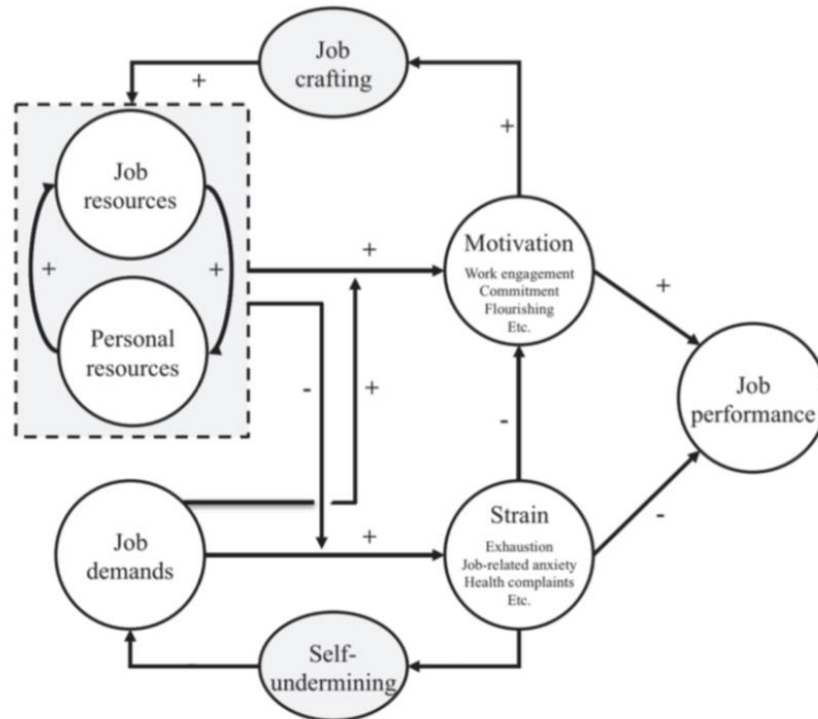 Job
crafting
+
+
Job
resources
+
+
Personal
resources
+
Motivation
Work engagement
Commitment
Flourishing
Etc.
+
-
+
-
Job
performance
Job
demands
+
Strain
Exhaustion
Job-related anxiety
Health complaints
Etc.
-
Self-
undermining